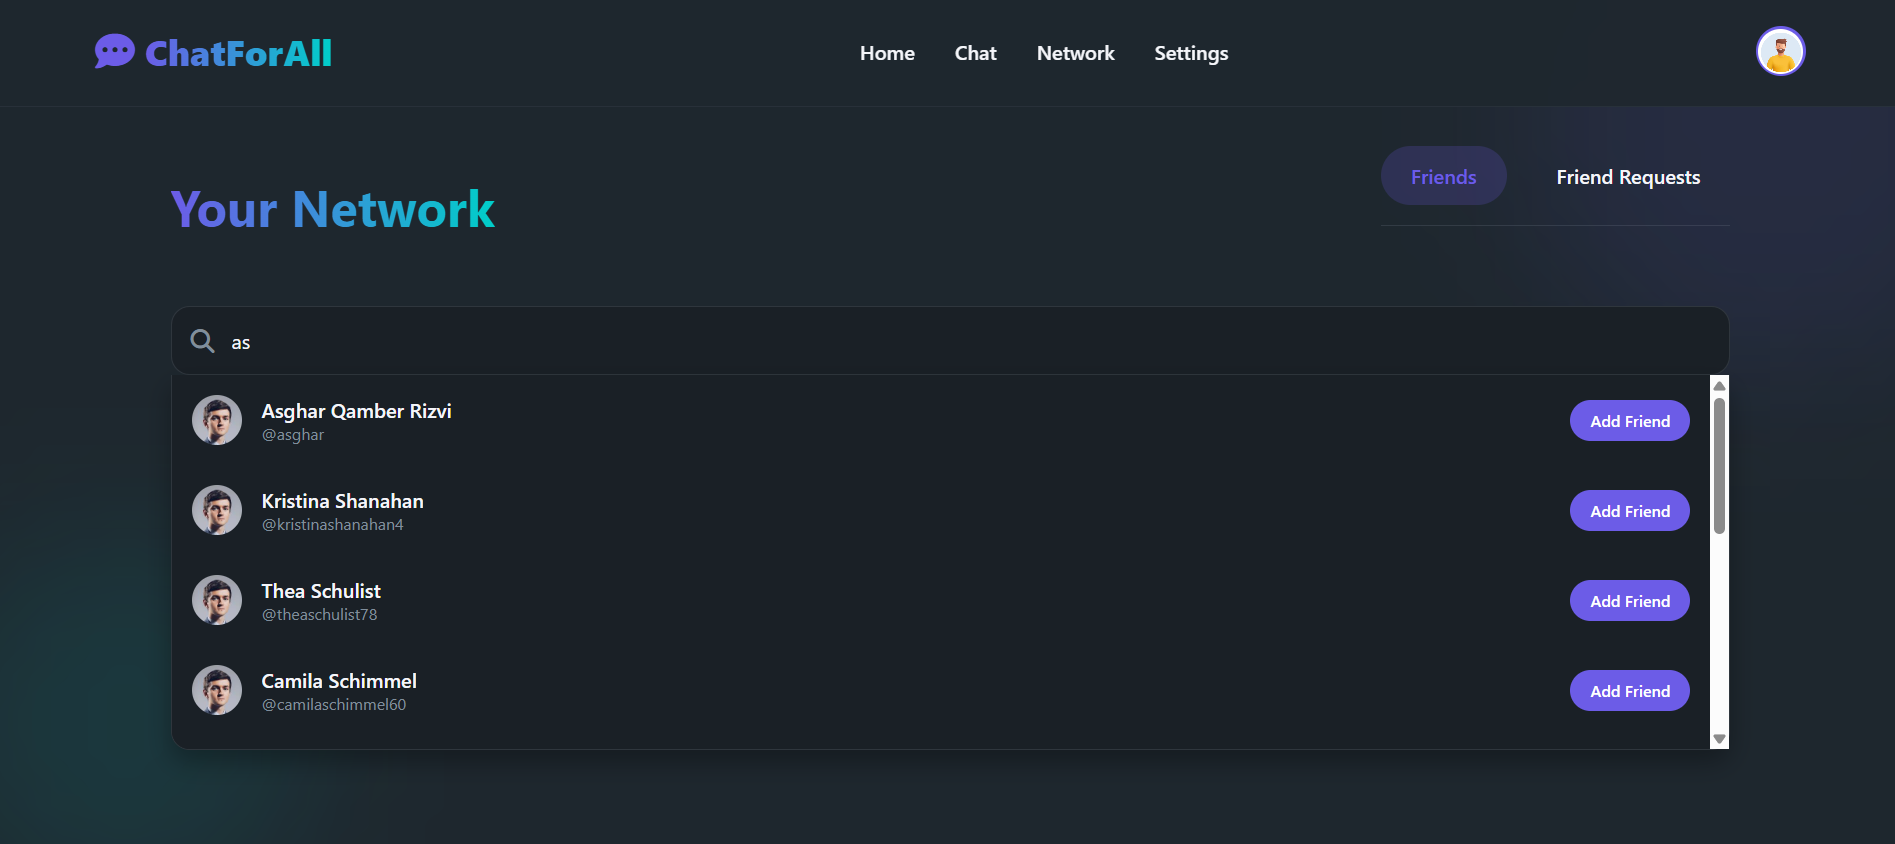 ChatForAll
Home Chat Network Settings
Friends Friend Requests
Your Network
as
Asghar Qamber Rizvi
@asghar
Add Friend
Kristina Shanahan
@kristinashanahan4
Add Friend
Thea Schulist
@theaschulist78
Add Friend
Camila Schimmel
@camilaschimmel60
Add Friend